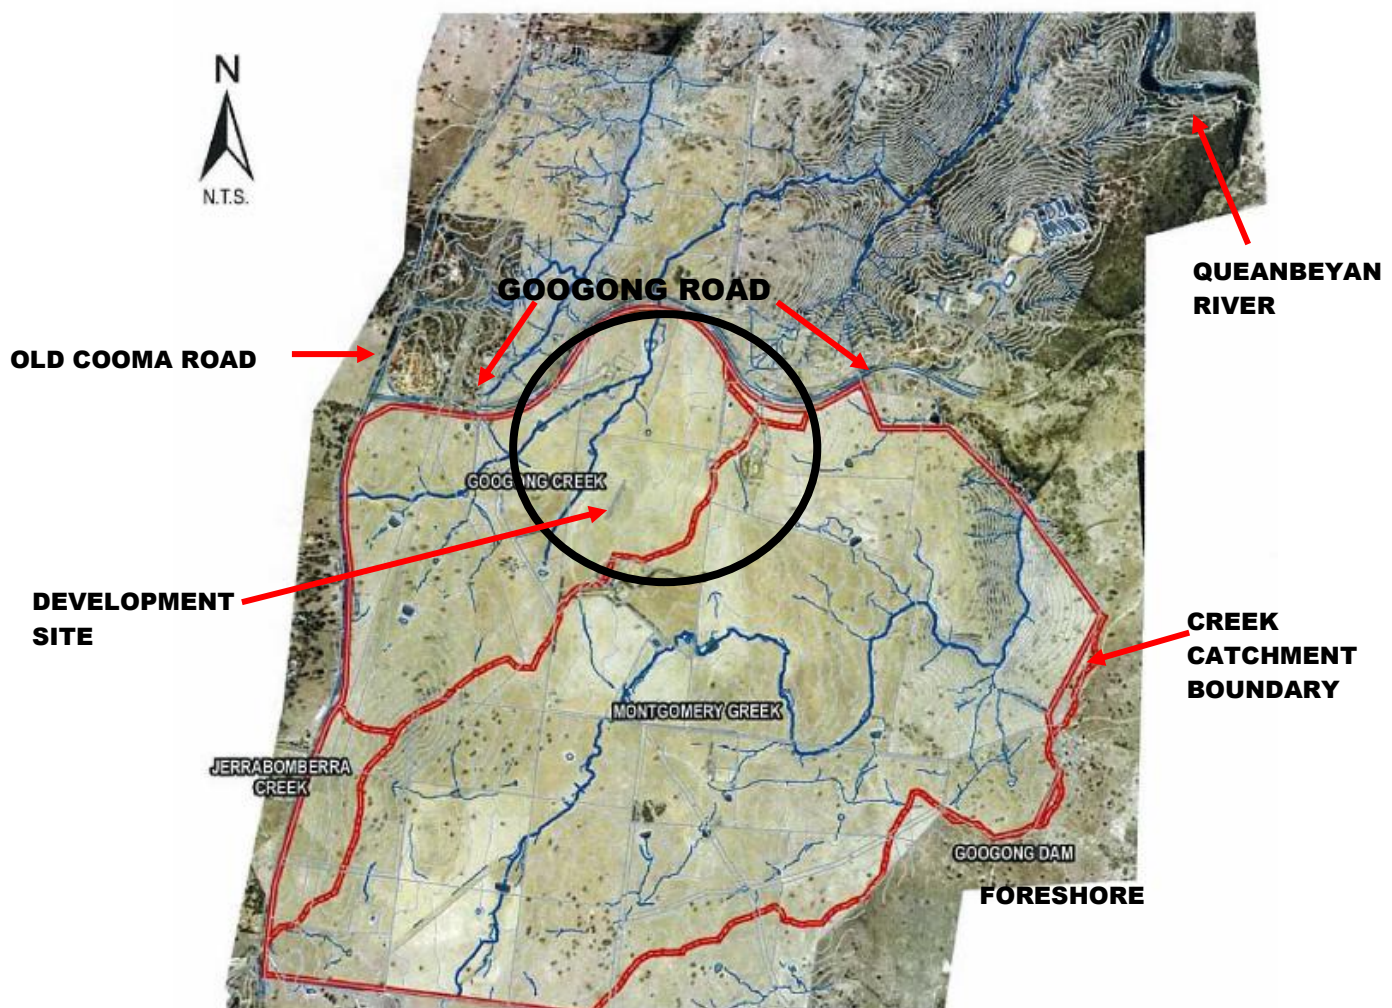 N
N.T.S.
GOOGONG ROAD
QUEANBEYAN
RIVER
OLD COOMA ROAD
GOOGONG CREEK
DEVELOPMENT
SITE
CREEK
CATCHMENT
BOUNDARY
MONTGOMERY CREEK
JERRABOMBERRA
CREEK
GOOGONG DAM
FORESHORE